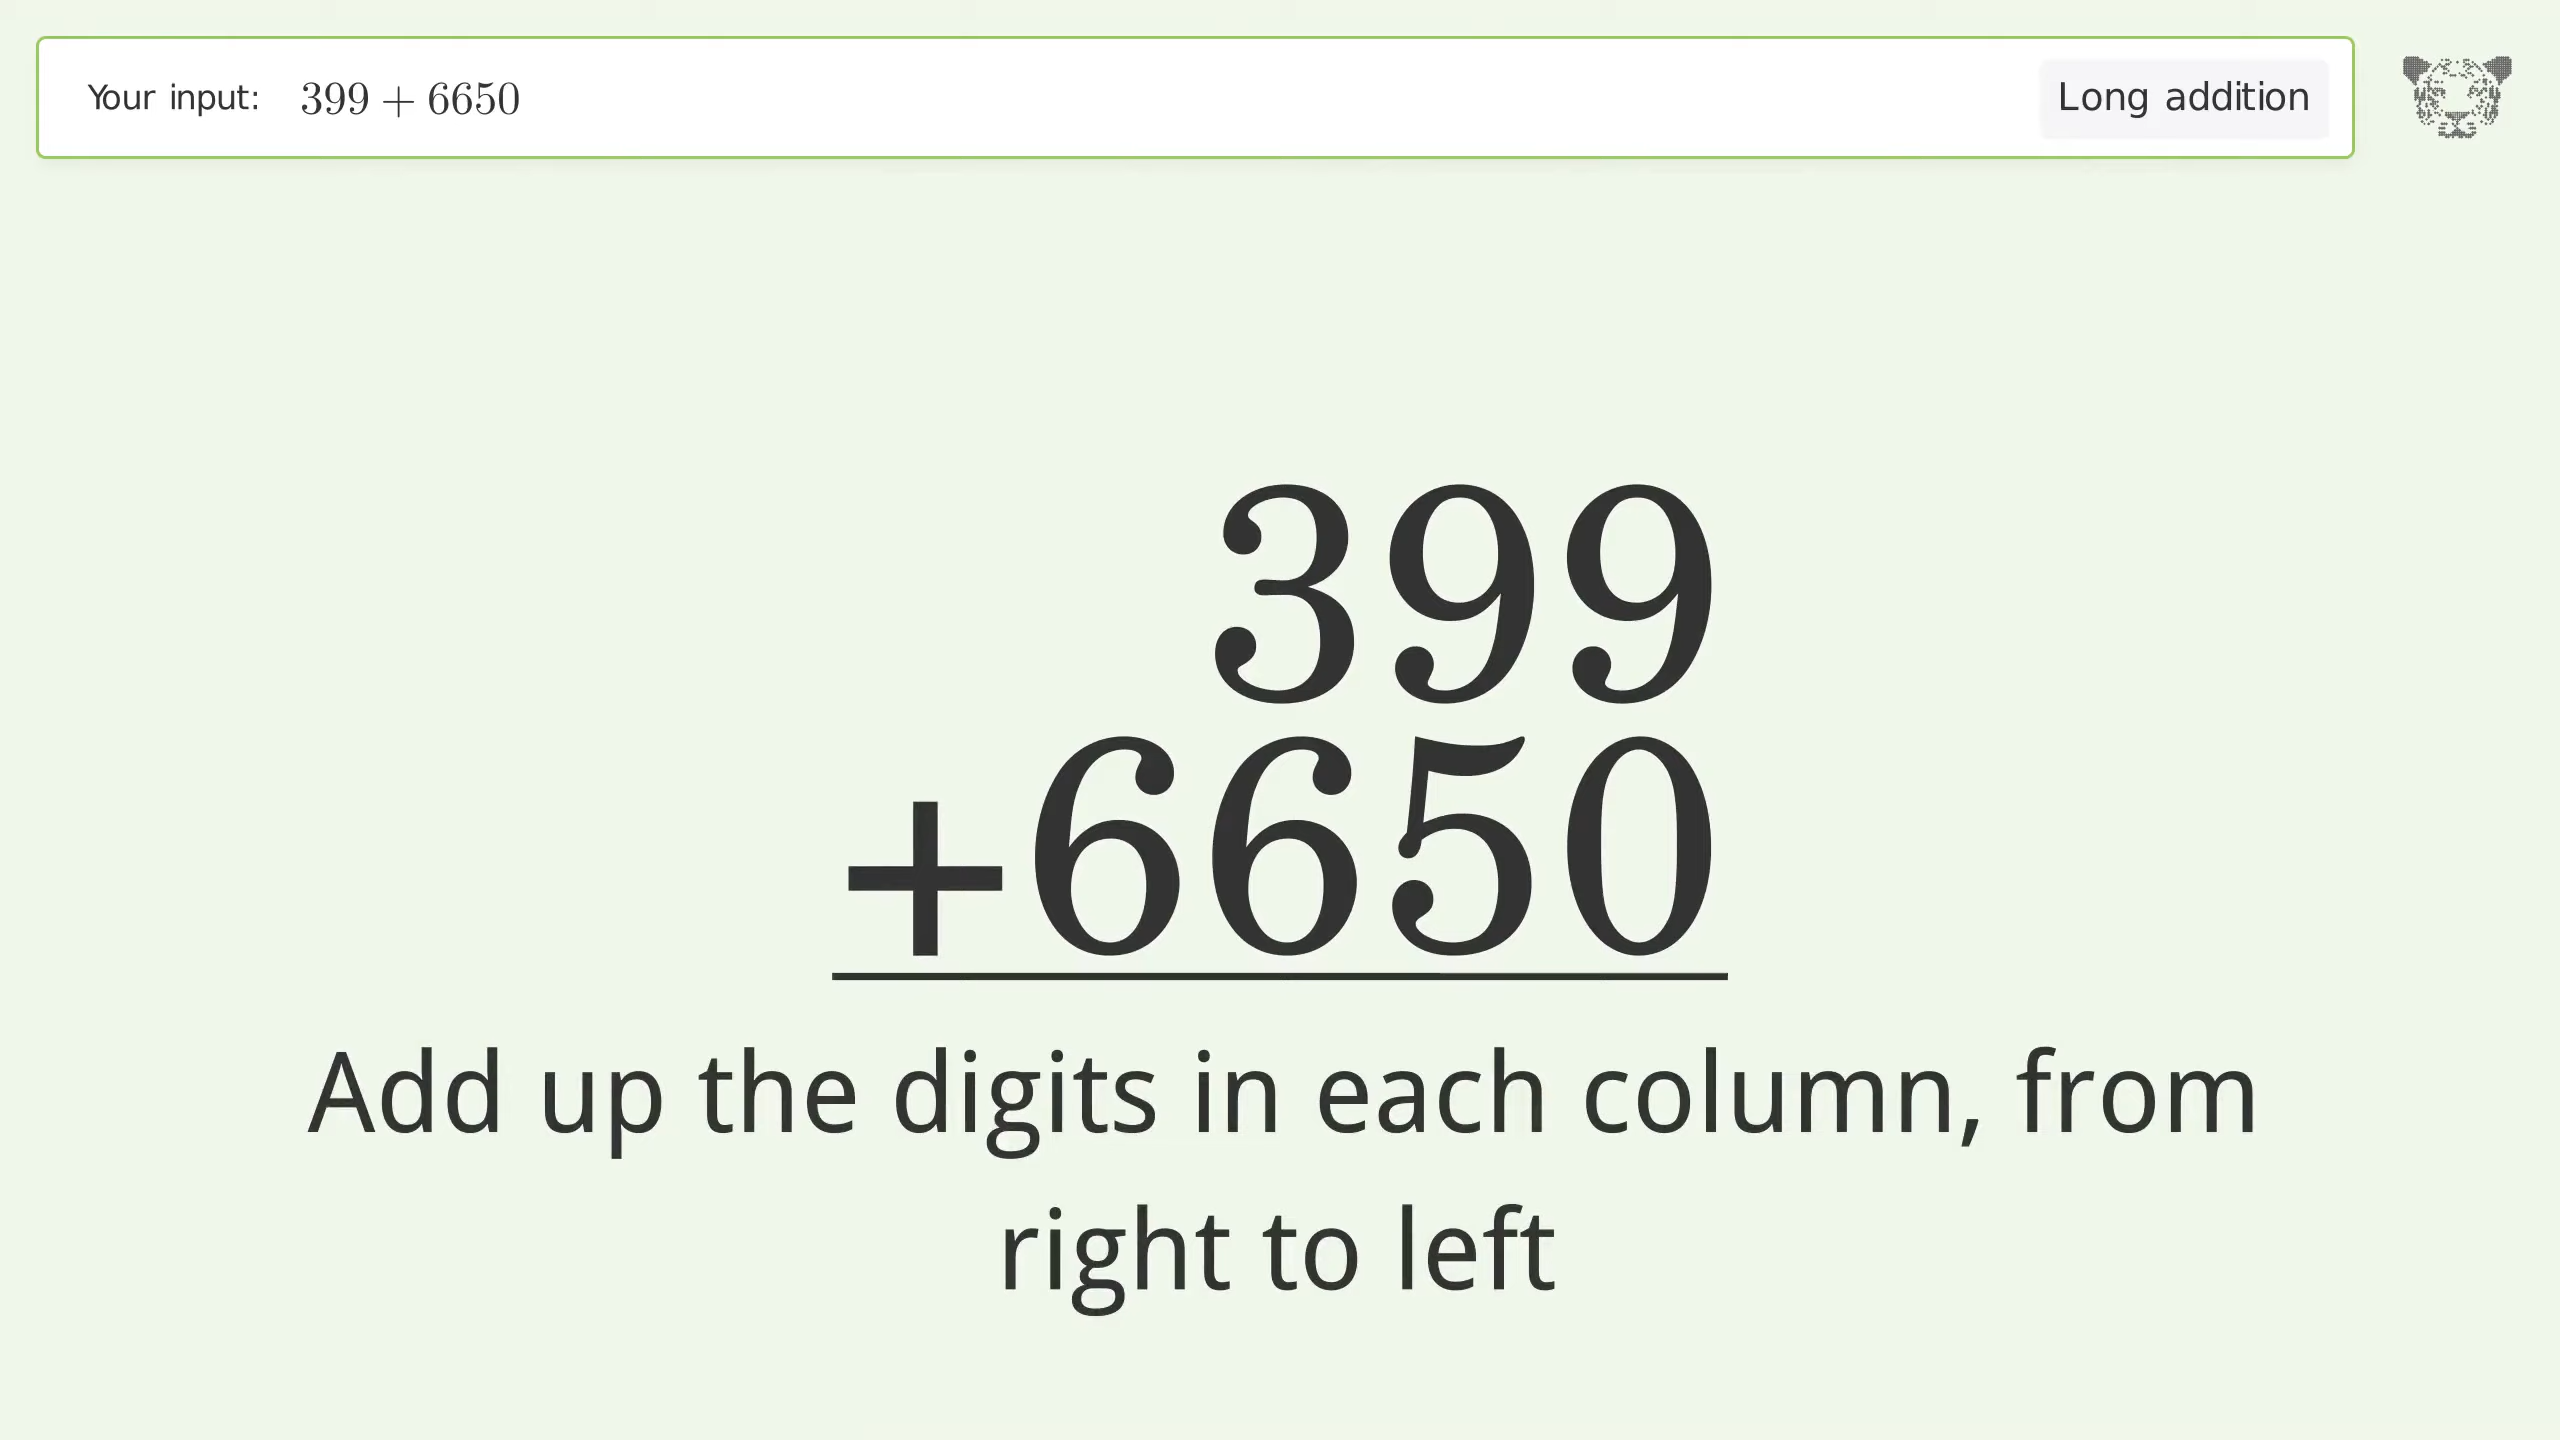 Your input: 399 + 6650
Long addition
399
+6650
Add up the digits in each column, from
right to left